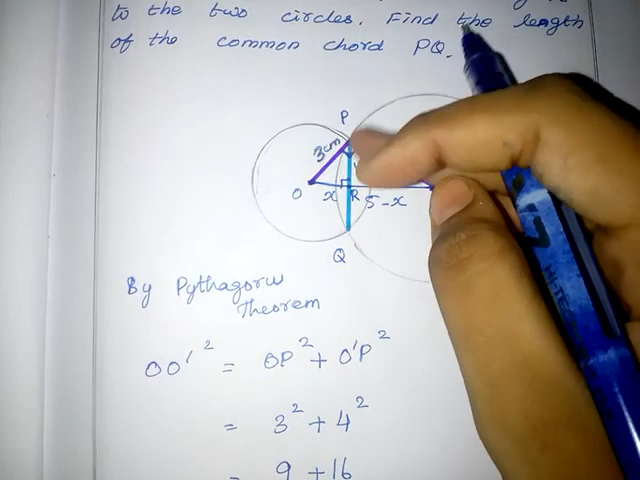 to the two circles. Find the length
of the common chord PQ.
P
3cm
O x R 5-x
Q
By Pythagorus
Theorem
OO'² = OP² + O'P²
= 3² + 4²
= 9 + 16